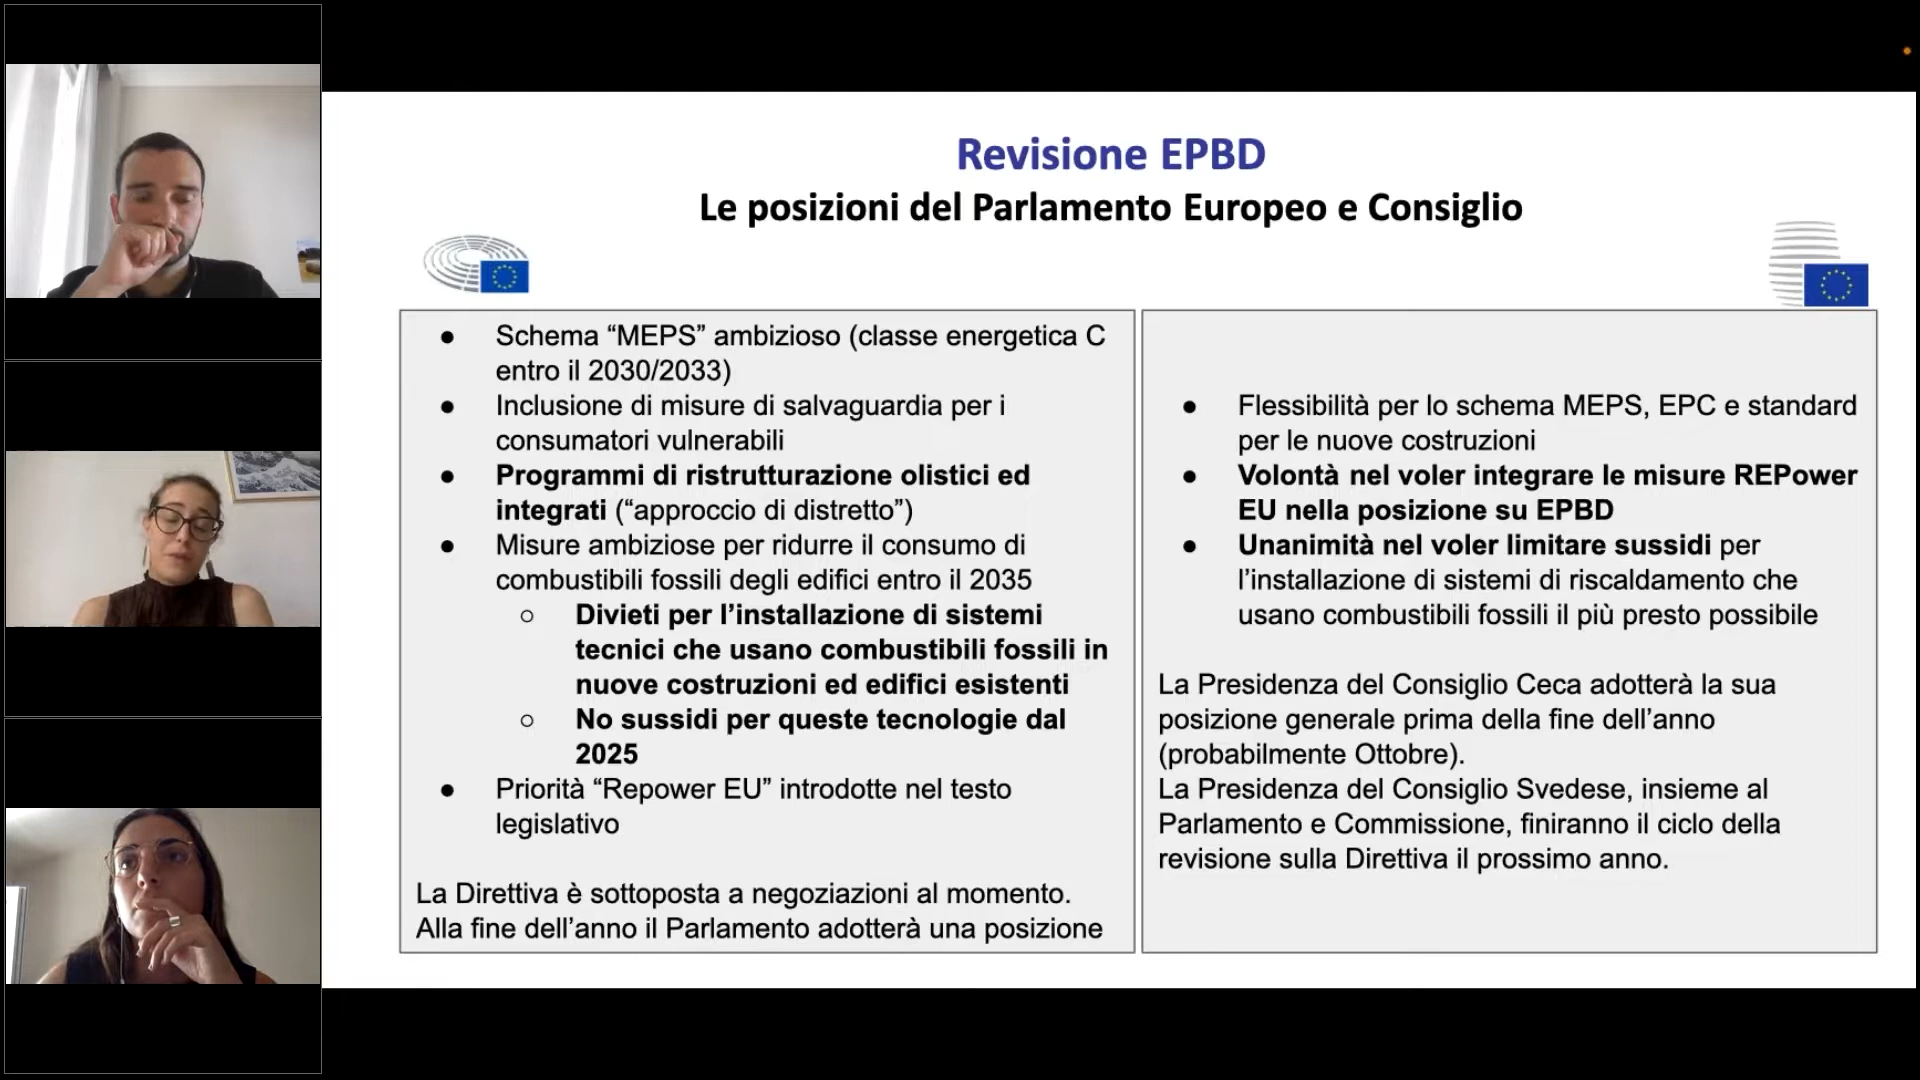 Revisione EPBD
Le posizioni del Parlamento Europeo e Consiglio
● Schema “MEPS” ambizioso (classe energetica C
entro il 2030/2033)
● Inclusione di misure di salvaguardia per i
consumatori vulnerabili
● Programmi di ristrutturazione olistici ed
integrati (“approccio di distretto”)
● Misure ambiziose per ridurre il consumo di
combustibili fossili degli edifici entro il 2035
○ Divieti per l’installazione di sistemi
tecnici che usano combustibili fossili in
nuove costruzioni ed edifici esistenti
○ No sussidi per queste tecnologie dal
2025
● Priorità “Repower EU” introdotte nel testo
legislativo
La Direttiva è sottoposta a negoziazioni al momento.
Alla fine dell’anno il Parlamento adotterà una posizione
● Flessibilità per lo schema MEPS, EPC e standard
per le nuove costruzioni
● Volontà nel voler integrare le misure REPower
EU nella posizione su EPBD
● Unanimità nel voler limitare sussidi per
l’installazione di sistemi di riscaldamento che
usano combustibili fossili il più presto possibile
La Presidenza del Consiglio Ceca adotterà la sua
posizione generale prima della fine dell’anno
(probabilmente Ottobre).
La Presidenza del Consiglio Svedese, insieme al
Parlamento e Commissione, finiranno il ciclo della
revisione sulla Direttiva il prossimo anno.